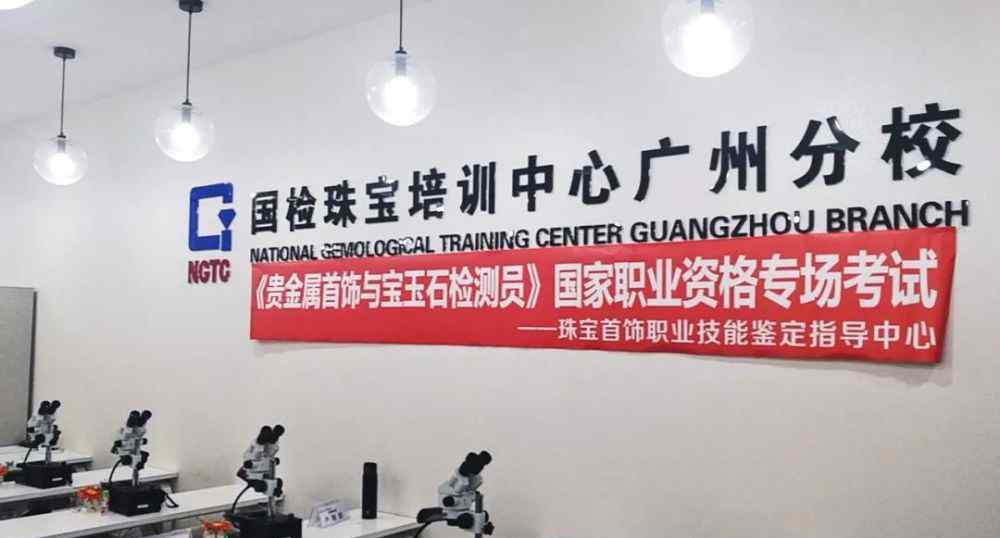 国检珠宝培训中心广州分校
NATIONAL GEMOLOGICAL TRAINING CENTER GUANGZHOU BRANCH
NGTC
《贵金属首饰与宝玉石检测员》国家职业资格专场考试
——珠宝首饰职业技能鉴定指导中心